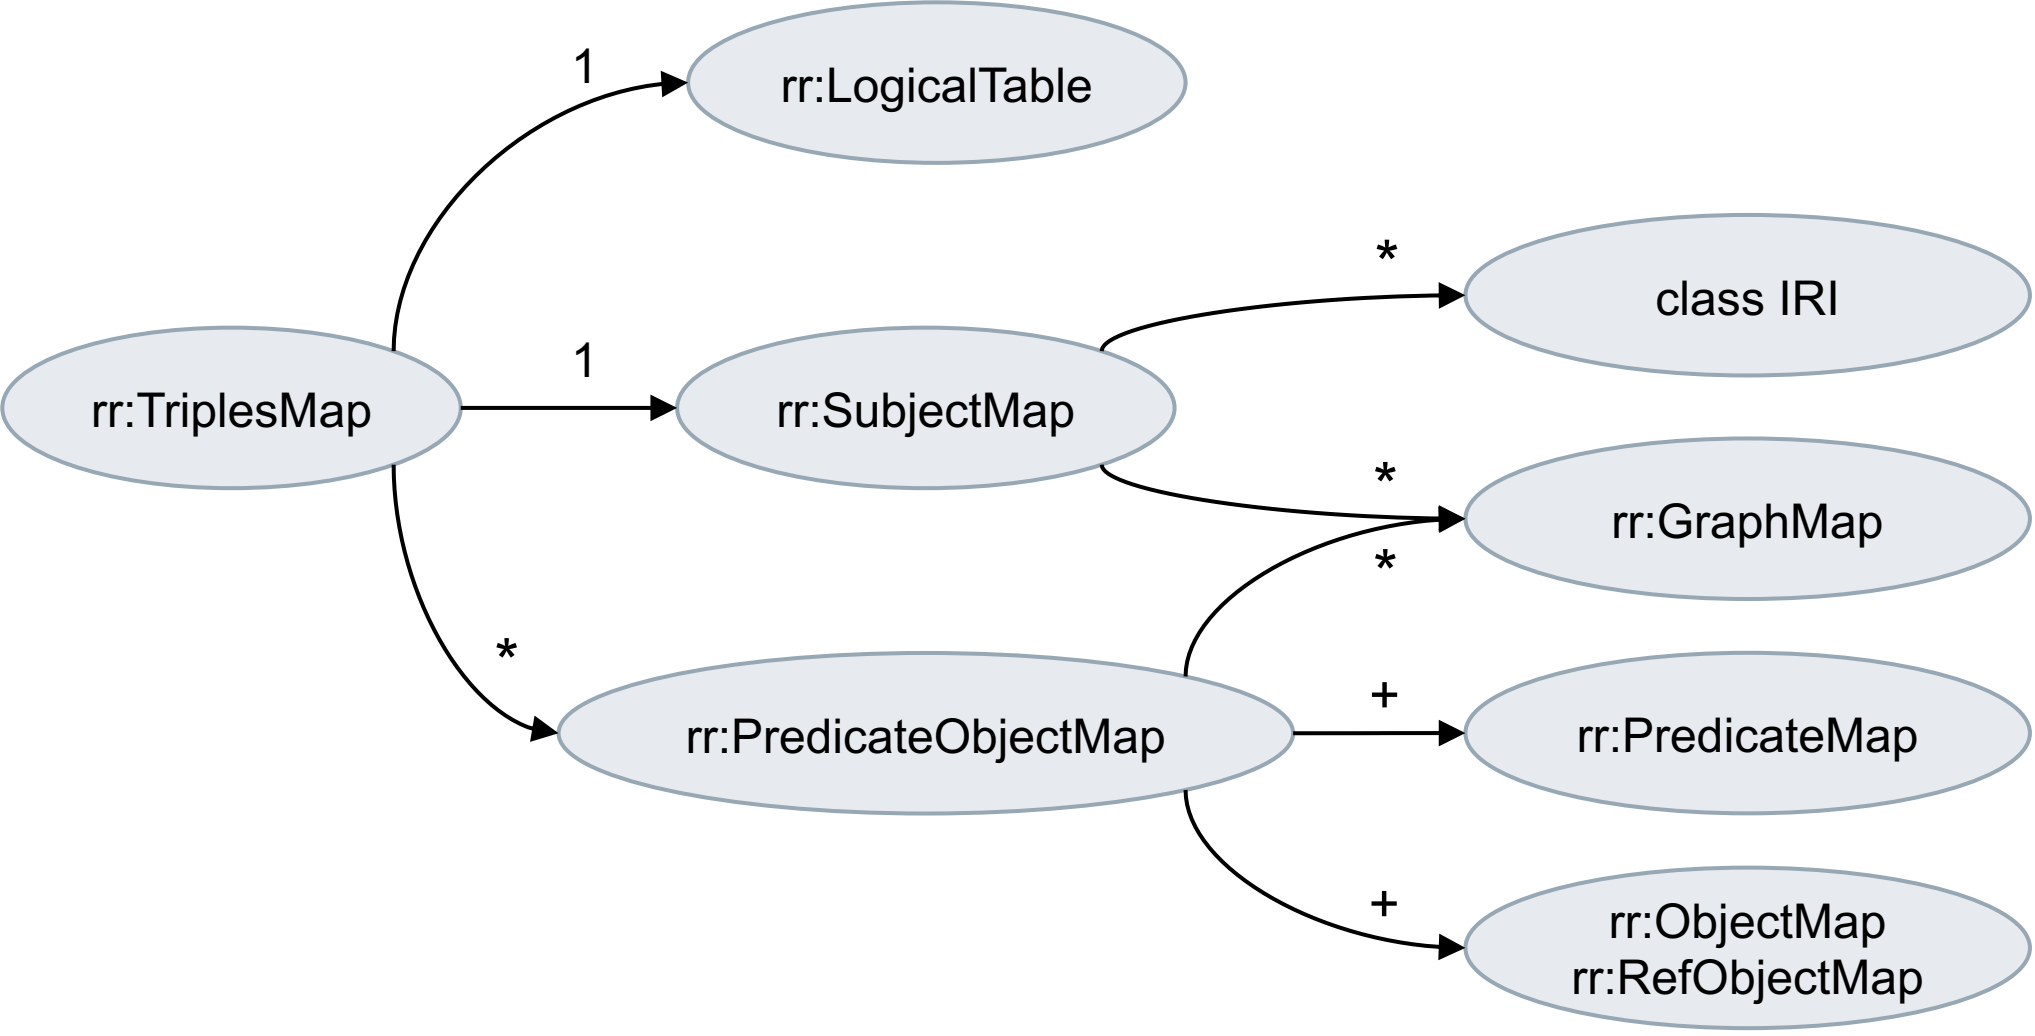 1
rr:LogicalTable
*
class IRI
1
rr:TriplesMap
rr:SubjectMap
*
rr:GraphMap
*
*
rr:PredicateObjectMap
+
rr:PredicateMap
+
rr:ObjectMap
rr:RefObjectMap